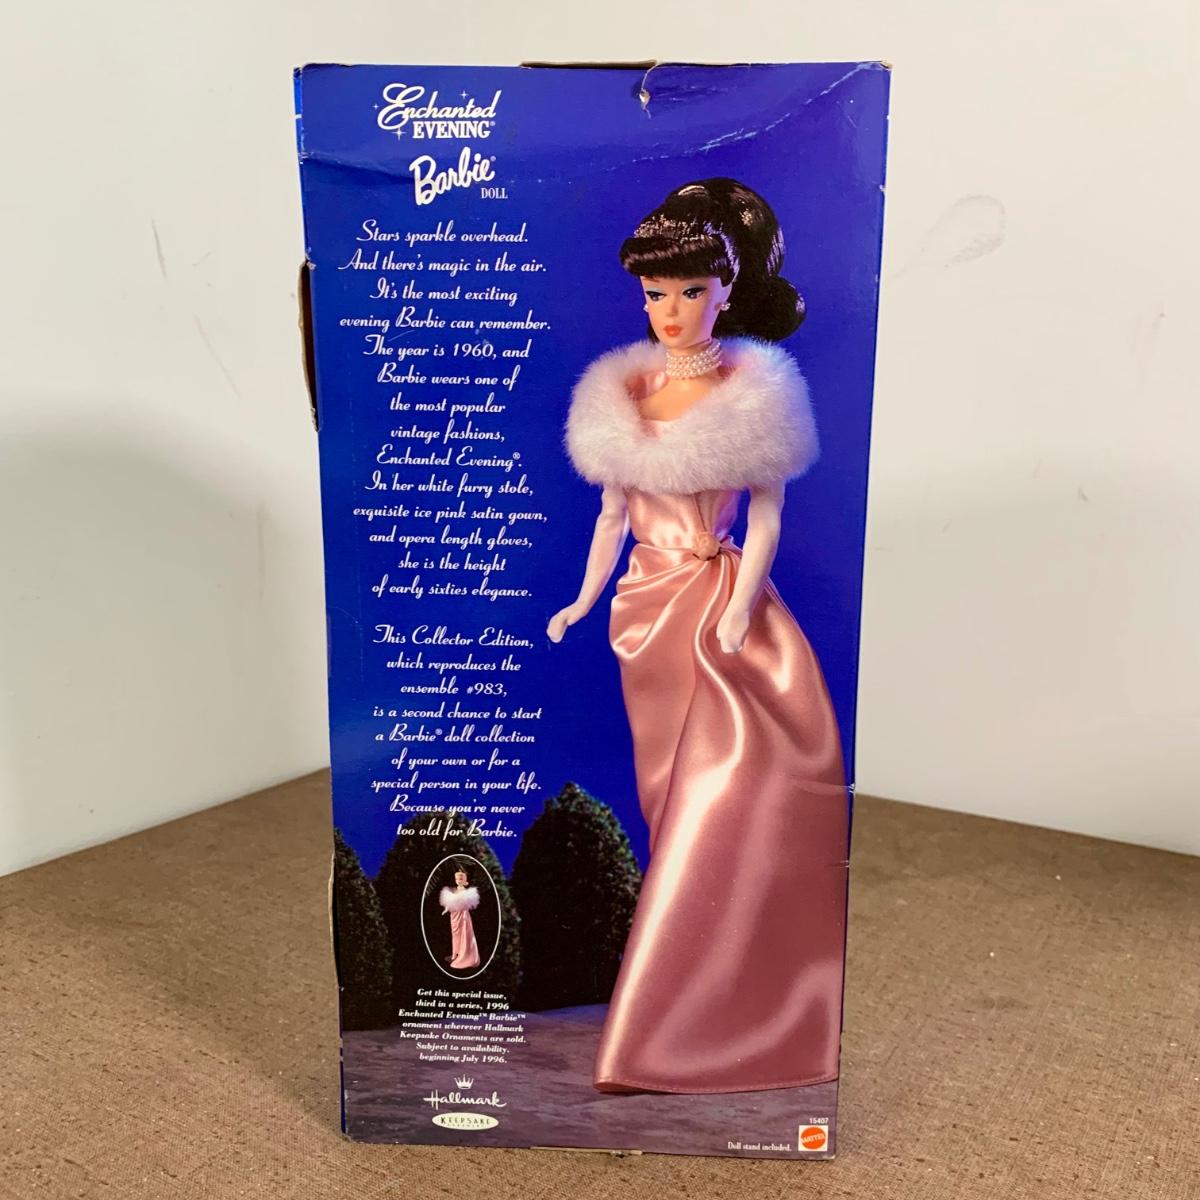 Enchanted
EVENING®
Barbie®
DOLL
Stars sparkle overhead.
And there's magic in the air.
It's the most exciting
evening Barbie can remember.
The year is 1960, and
Barbie wears one of
the most popular
vintage fashions,
Enchanted Evening®.
In her white furry stole,
exquisite ice pink satin gown,
and opera length gloves,
she is the height
of early sixties elegance.
This Collector Edition,
which reproduces the
ensemble #983,
is a second chance to start
a Barbie® doll collection
of your own or for a
special person in your life.
Because you're never
too old for Barbie.
Get this special issue,
third in a series, 1996
Enchanted Evening™ Barbie™
ornament wherever Hallmark
Keepsake Ornaments are sold.
Subject to availability.
beginning July 1996.
Hallmark
KEEPSAKE
15407
Doll stand included.
MATTEL